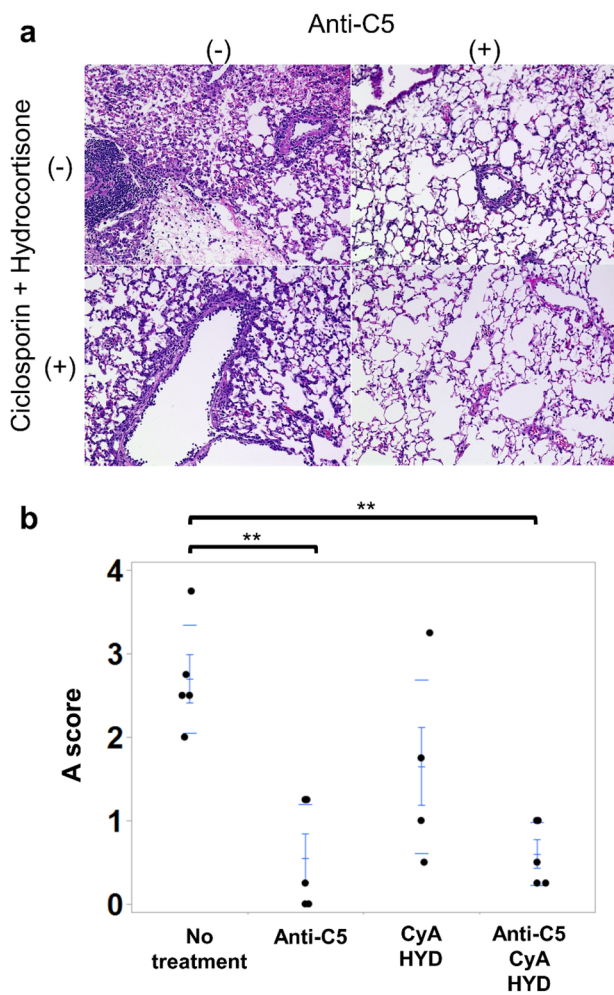 a
Anti-C5
(-)
(+)
Ciclosporin + Hydrocortisone
(-)
(+)
b
**
**
4
3
2
1
0
A score
No
treatment
Anti-C5
CyA
HYD
Anti-C5
CyA
HYD